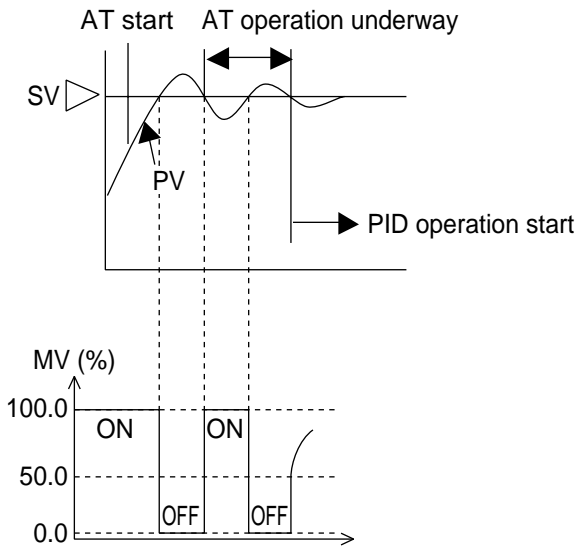 AT start
AT operation underway
SV
PV
PID operation start
MV (%)
100.0
ON
ON
50.0
OFF
OFF
0.0